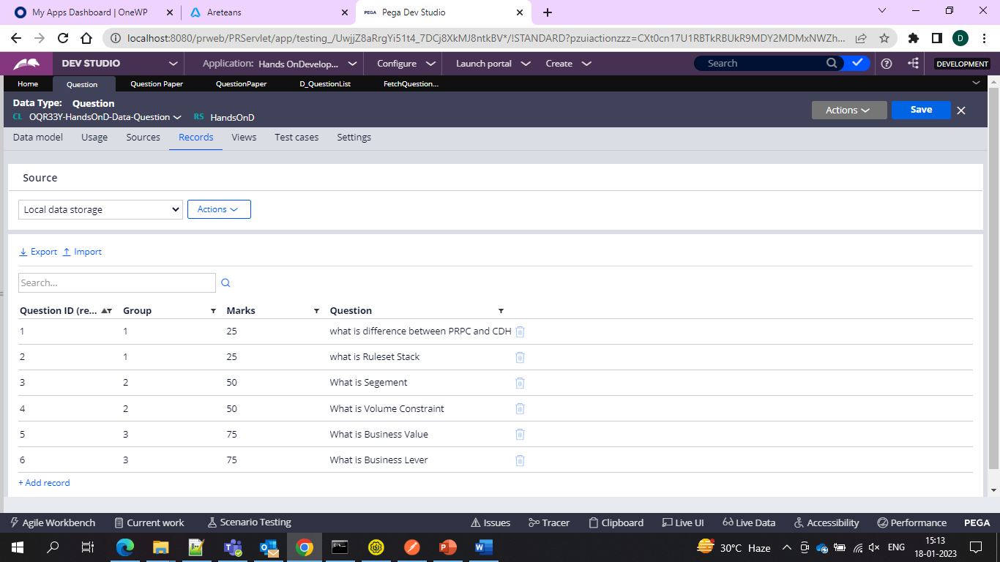 My Apps Dashboard | OneWP
Areteans
PEGA Pega Dev Studio
localhost:8080/prweb/PRServlet/app/testing_/UwjjZ8aRrgYi51t4_7DCj8XkMJ8ntkBV*/!STANDARD?pzuiactionzzz=CXt0cn17U1RBTkRBUkR9MDY2MDMxNWZh...
D
DEV STUDIO Application: Hands OnDevelop... Configure Launch portal Create Search DEVELOPMENT
Home Question Question Paper QuestionPaper D_QuestionList FetchQuestion...
Data Type: Question
CL OQR33Y-HandsOnD-Data-Question RS HandsOnD
Actions Save
Data model Usage Sources Records Views Test cases Settings
Source
Local data storage Actions
Export Import
Search...
Question ID (re... Group Marks Question
1 1 25 what is difference between PRPC and CDH
2 1 25 what is Ruleset Stack
3 2 50 What is Segement
4 2 50 What is Volume Constraint
5 3 75 What is Business Value
6 3 75 What is Business Lever
+ Add record
Agile Workbench Current work Scenario Testing Issues Tracer Clipboard Live UI Live Data Accessibility Performance PEGA
30°C Haze ENG 15:13
18-01-2023